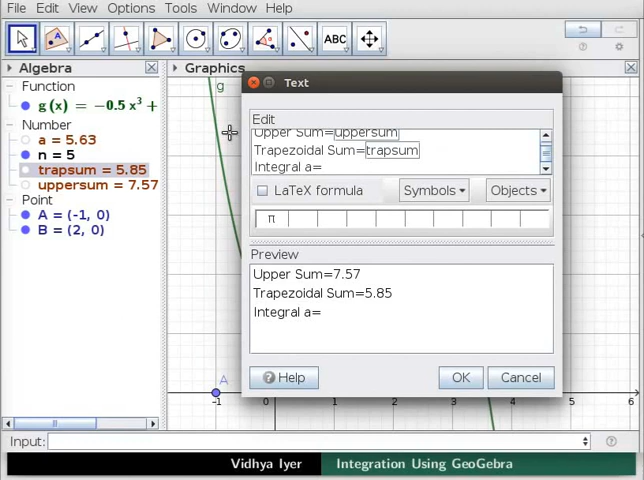 File Edit View Options Tools Window Help
ABC
Algebra
Graphics
Function
g(x) = −0.5 x³ +
Number
a = 5.63
n = 5
trapsum = 5.85
uppersum = 7.57
Point
A = (-1, 0)
B = (2, 0)
g
Text
Edit
Upper Sum=uppersum
Trapezoidal Sum=trapsum
Integral a=
LaTeX formula
Symbols
Objects
π
Preview
Upper Sum=7.57
Trapezoidal Sum=5.85
Integral a=
Help
OK
Cancel
A
-1 0 1 2 3 4 5 6
Input:
Vidhya Iyer
Integration Using GeoGebra